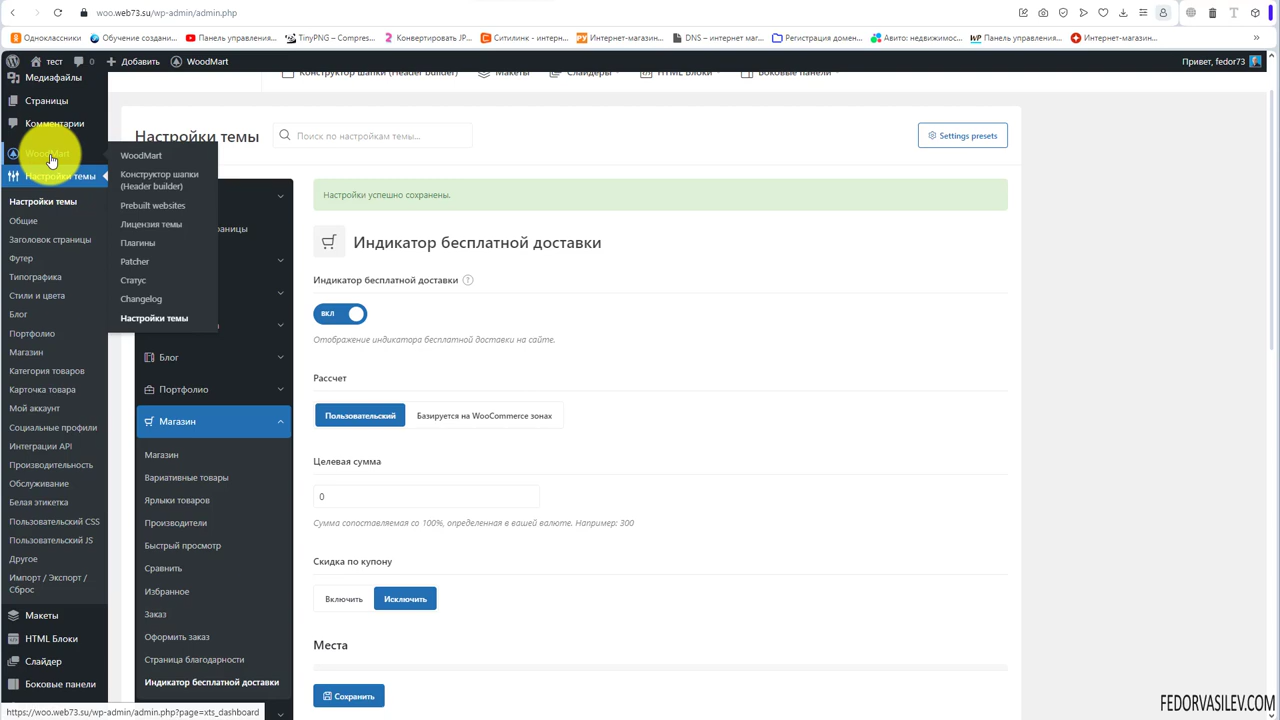 woo.web73.su/wp-admin/admin.php
Одноклассники
Обучение создани...
Панель управления...
TinyPNG – Compres...
Конвертировать JP...
Ситилинк - интерн...
Интернет-магазин...
DNS – интернет маг...
Регистрация домен...
Авито: недвижимос...
Панель управления...
Интернет-магазин...
тест
0
Добавить
WoodMart
Привет, fedor73
Медиафайлы
Страницы
Комментарии
WoodMart
Настройки темы
Настройки темы
Общие
Заголовок страницы
Футер
Типографика
Стили и цвета
Блог
Портфолио
Магазин
Категория товаров
Карточка товара
Мой аккаунт
Социальные профили
Интеграции API
Производительность
Обслуживание
Белая этикетка
Пользовательский CSS
Пользовательский JS
Другое
Импорт / Экспорт /
Сброс
Макеты
HTML Блоки
Слайдер
Боковые панели
WoodMart
Конструктор шапки
(Header builder)
Prebuilt websites
Лицензия темы
Плагины
Patcher
Статус
Changelog
Настройки темы
Конструктор шапки (Header builder)
Макеты
Слайдеры
HTML Блоки
Боковые панели
Настройки темы
Поиск по настройкам темы...
Settings presets
Блог
Портфолио
Магазин
Магазин
Вариативные товары
Ярлыки товаров
Производители
Быстрый просмотр
Сравнить
Избранное
Заказ
Оформить заказ
Страница благодарности
Индикатор бесплатной доставки
Настройки успешно сохранены.
Индикатор бесплатной доставки
Индикатор бесплатной доставки ?
ВКЛ
Отображение индикатора бесплатной доставки на сайте.
Рассчет
Пользовательский
Базируется на WooCommerce зонах
Целевая сумма
0
Сумма сопоставляемая со 100%, определенная в вашей валюте. Например: 300
Скидка по купону
Включить
Исключить
Места
Сохранить
https://woo.web73.su/wp-admin/admin.php?page=xts_dashboard
FEDORVASILEV.COM